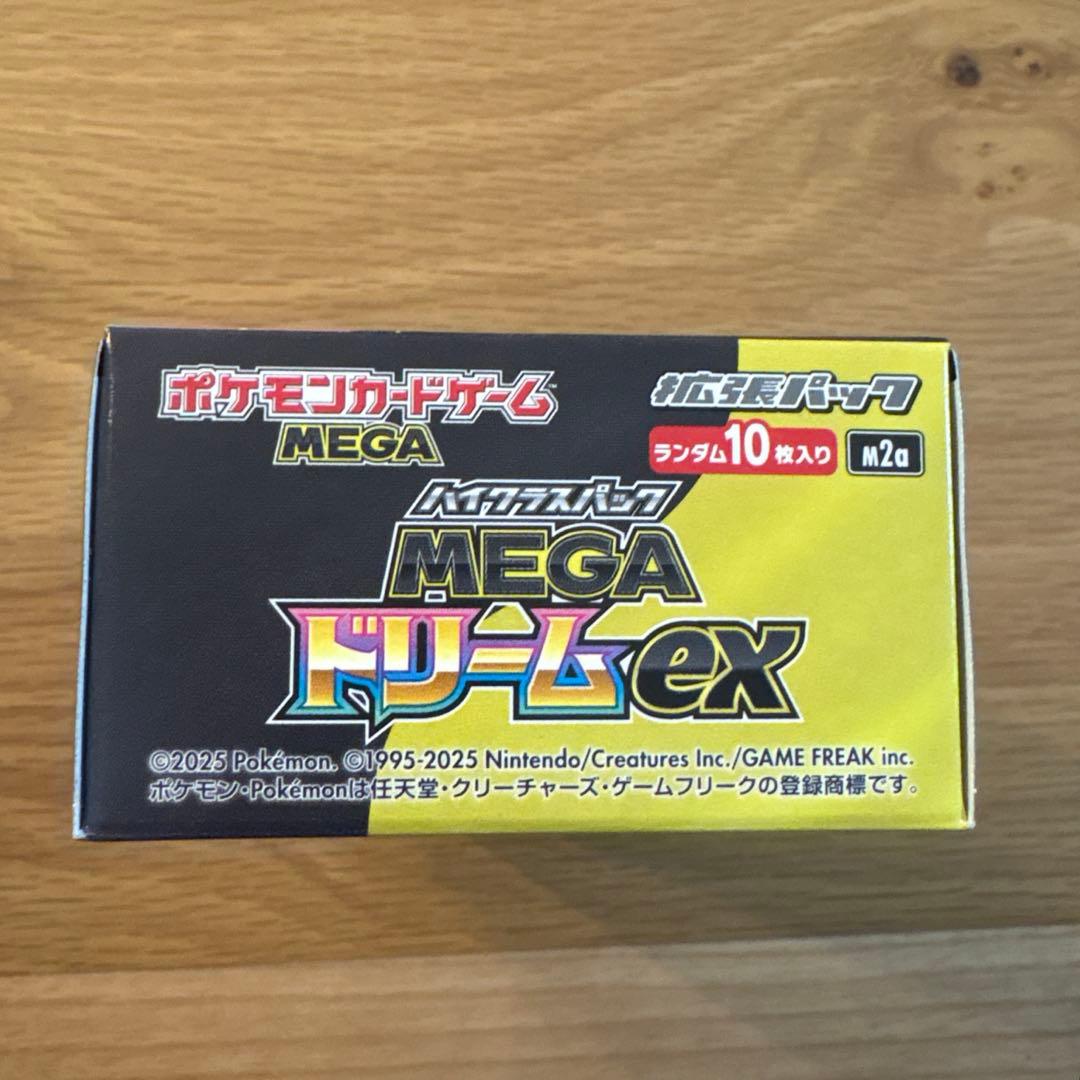 ポケモンカードゲーム™
MEGA
拡張パック
ランダム10枚入り
M2a
ハイクラスパック
MEGA
ドリームex
©2025 Pokémon. ©1995-2025 Nintendo/Creatures Inc./GAME FREAK inc.
ポケモン・Pokémonは任天堂・クリーチャーズ・ゲームフリークの登録商標です。